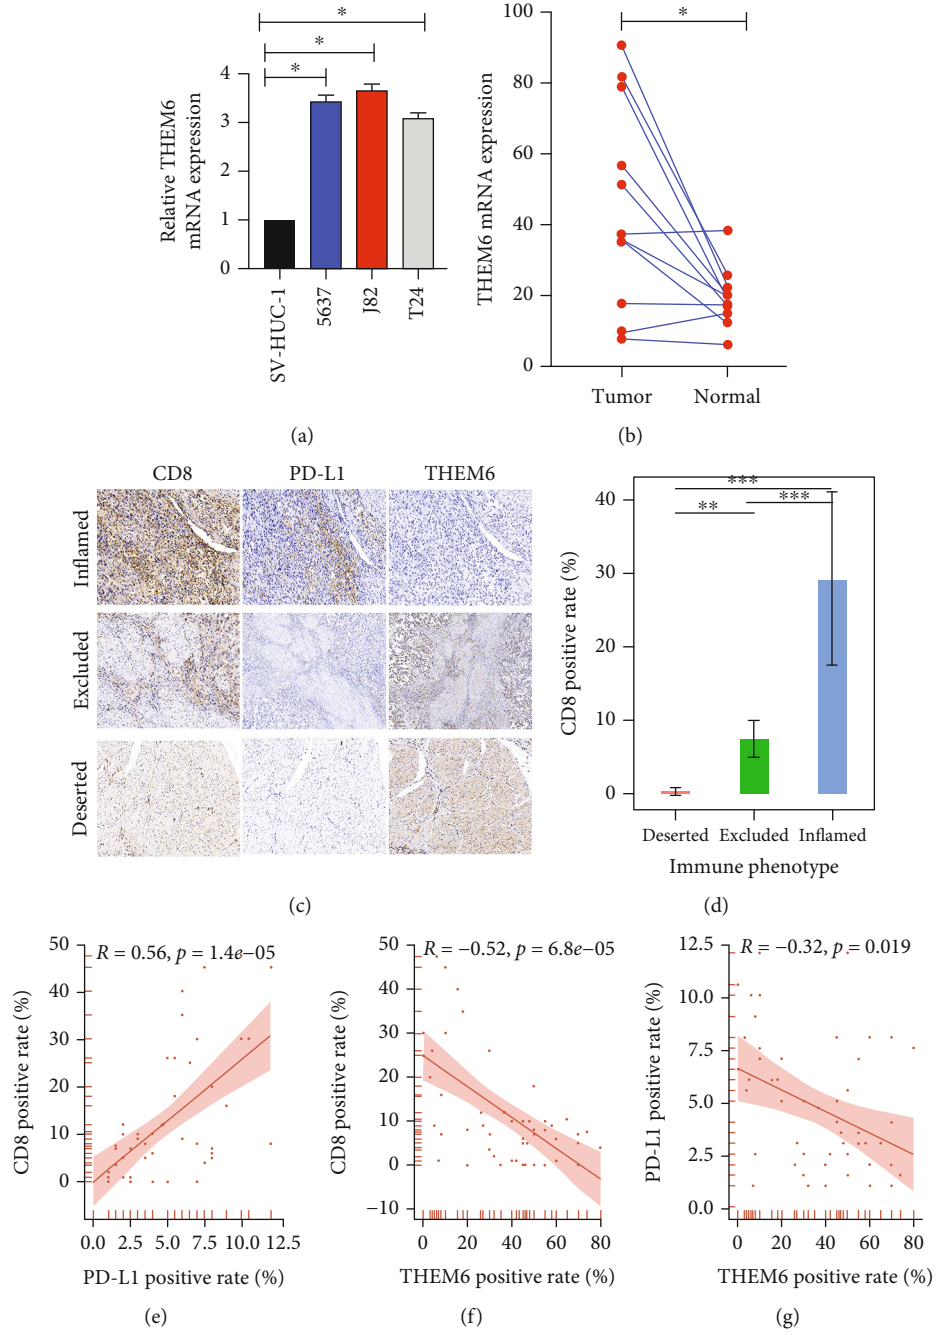 *
*
*
Relative THEM6
mRNA expression
4
3
2
1
0
SV-HUC-1
5637
J82
T24
(a)
*
THEM6 mRNA expression
100
80
60
40
20
0
Tumor
Normal
(b)
CD8
PD-L1
THEM6
Inflamed
Excluded
Deserted
(c)
***
**
***
CD8 positive rate (%)
40
30
20
10
0
Deserted
Excluded
Inflamed
Immune phenotype
(d)
R = 0.56, p = 1.4e−05
CD8 positive rate (%)
50
40
30
20
10
0
0.0
2.5
5.0
7.5
10.0
12.5
PD-L1 positive rate (%)
(e)
R = −0.52, p = 6.8e−05
CD8 positive rate (%)
50
40
30
20
10
0
−10
0
20
40
60
80
THEM6 positive rate (%)
(f)
R = −0.32, p = 0.019
PD-L1 positive rate (%)
12.5
10.0
7.5
5.0
2.5
0.0
0
20
40
60
80
THEM6 positive rate (%)
(g)